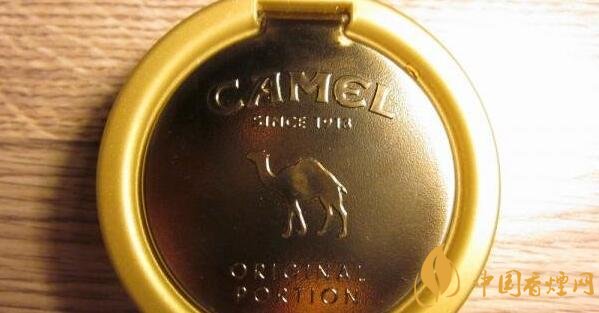 CAMEL
SINCE 1913
ORIGINAL
PORTION
中国香烟网